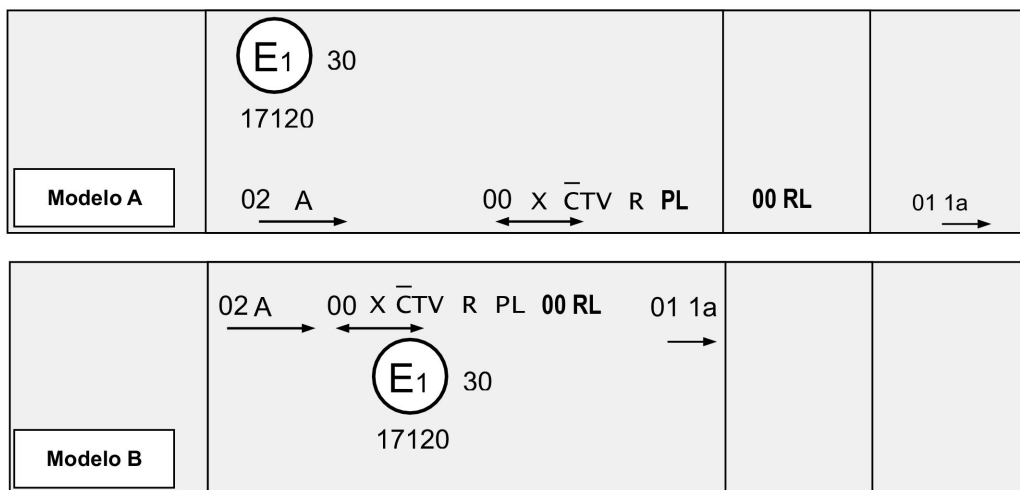 E1 30
17120
Modelo A 02 A 00 X C̅TV R PL 00 RL 01 1a
02 A 00 X C̅TV R PL 00 RL 01 1a
E1 30
17120
Modelo B